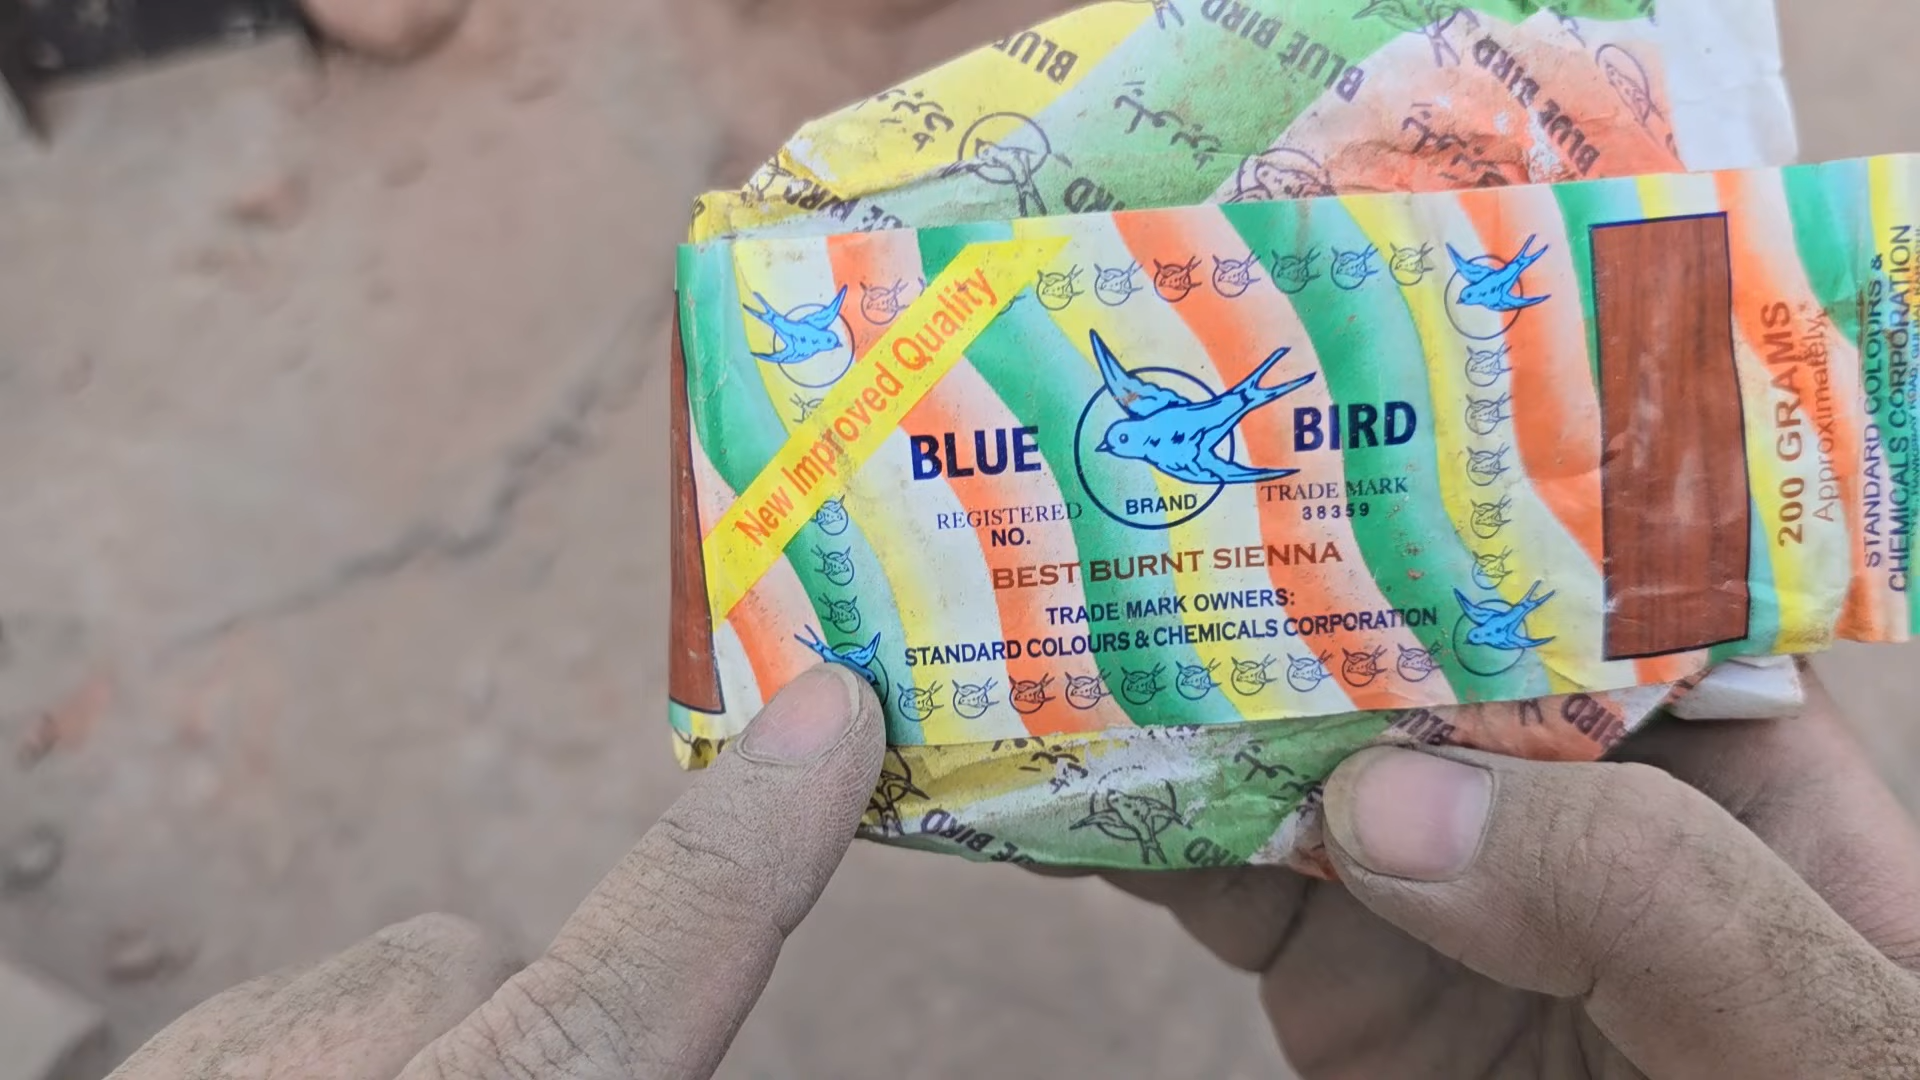 BLUE BIRD
BLUE BIRD
BLUE BIRD
New Improved Quality
BLUE BIRD
BRAND
REGISTERED TRADE MARK
NO. 38359
BEST BURNT SIENNA
TRADE MARK OWNERS:
STANDARD COLOURS & CHEMICALS CORPORATION
200 GRAMS
Approximately
STANDARD COLOURS &
CHEMICALS CORPORATION
BLUE BIRD